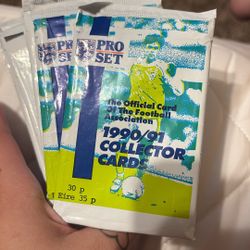 PRO
SET
PRO
SET
The Official Card
of The Football
Association
1990/91
COLLECTOR
CARDS
30 p
Eire 35 p